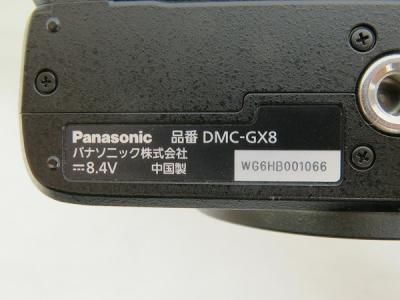 Panasonic 品番 DMC-GX8
パナソニック株式会社
⎓8.4V 中国製
WG6HB001066